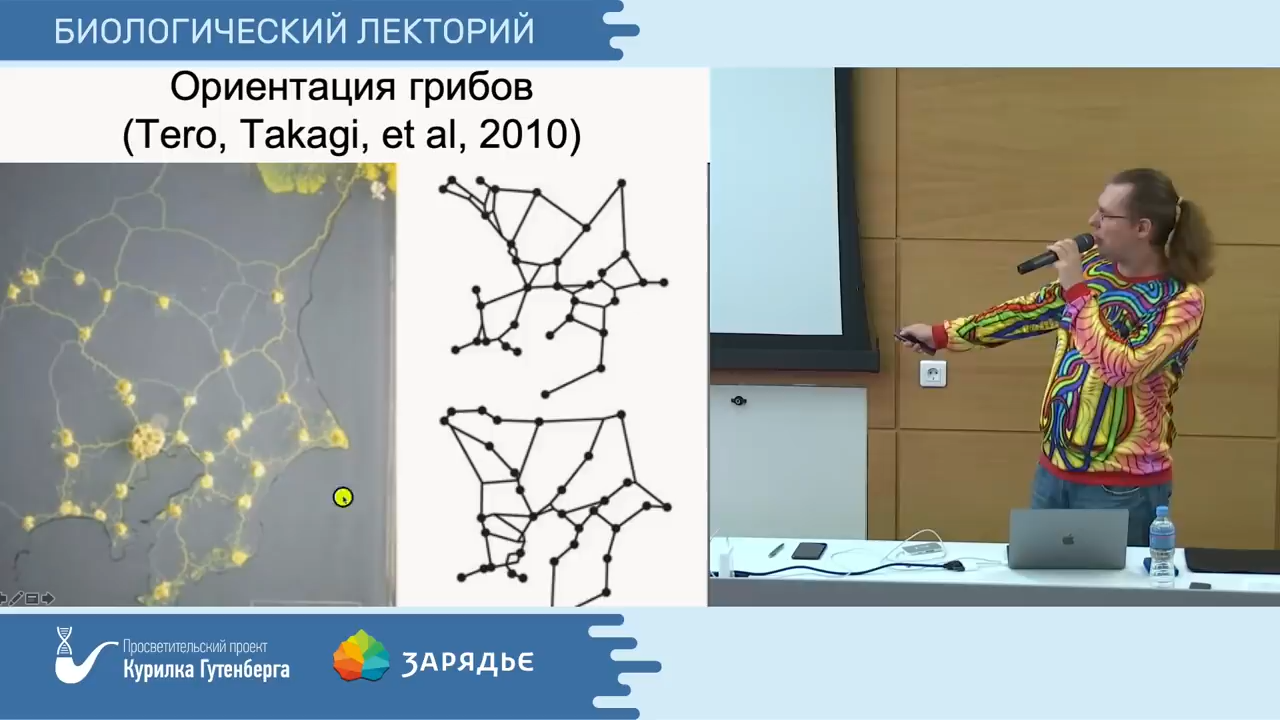 БИОЛОГИЧЕСКИЙ ЛЕКТОРИЙ
Ориентация грибов
(Tero, Takagi, et al, 2010)
Просветительский проект
Курилка Гутенберга
ЗАРЯДЬЕ